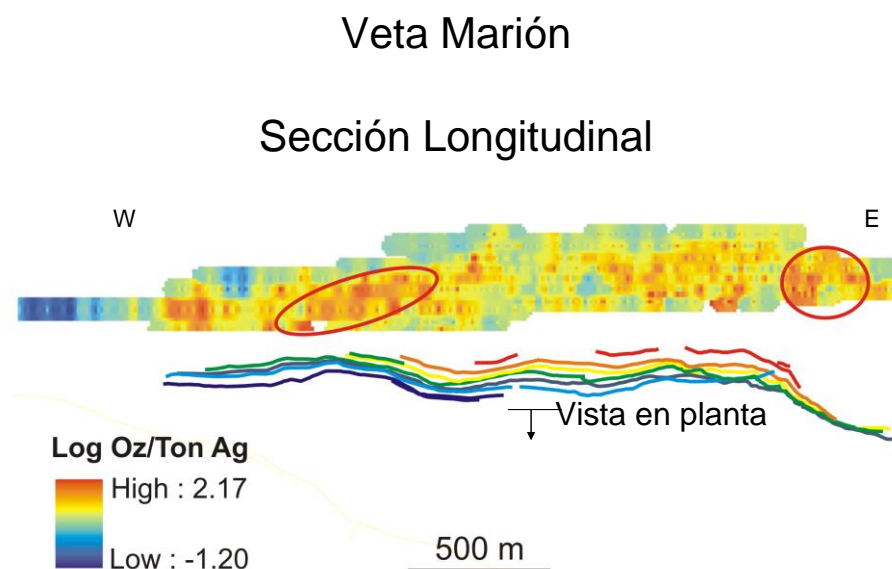 Veta Marión
Sección Longitudinal
W
E
Vista en planta
Log Oz/Ton Ag
High : 2.17
Low : -1.20
500 m